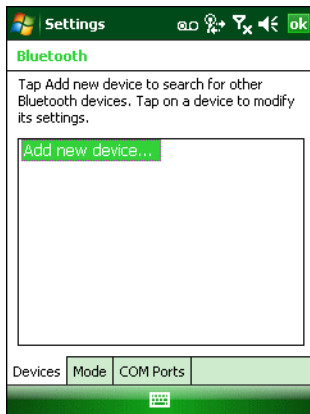 Settings
ok
Bluetooth
Tap Add new device to search for other
Bluetooth devices. Tap on a device to modify
its settings.
Add new device...
Devices Mode COM Ports